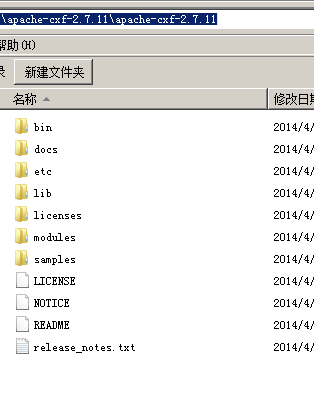 \apache-cxf-2.7.11\apache-cxf-2.7.11
帮助(H)
录 新建文件夹
名称 修改日期
bin 2014/4/
docs 2014/4/
etc 2014/4/
lib 2014/4/
licenses 2014/4/
modules 2014/4/
samples 2014/4/
LICENSE 2014/4/
NOTICE 2014/4/
README 2014/4/
release_notes.txt 2014/4/